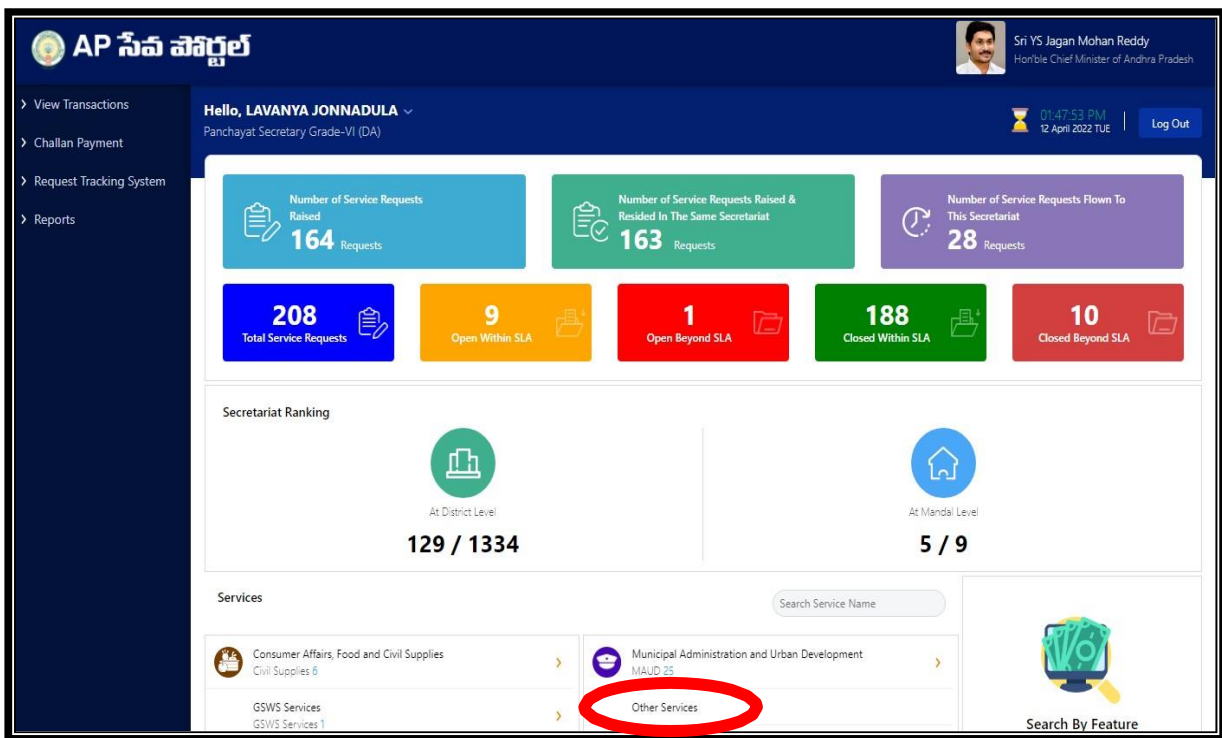 AP సేవ పోర్టల్
Sri YS Jagan Mohan Reddy
Hon'ble Chief Minister of Andhra Pradesh
View Transactions
Challan Payment
Request Tracking System
Reports
Hello, LAVANYA JONNADULA
Panchayat Secretary Grade-VI (DA)
01:47:53 PM
12 April 2022 TUE
Log Out
Number of Service Requests
Raised
164 Requests
Number of Service Requests Raised &
Resided In The Same Secretariat
163 Requests
Number of Service Requests Flown To
This Secretariat
28 Requests
208
Total Service Requests
9
Open Within SLA
1
Open Beyond SLA
188
Closed Within SLA
10
Closed Beyond SLA
Secretariat Ranking
At District Level
129 / 1334
At Mandal Level
5 / 9
Services
Search Service Name
Consumer Affairs, Food and Civil Supplies
Civil Supplies 6
Municipal Administration and Urban Development
MAUD 25
GSWS Services
GSWS Services 1
Other Services
Search By Feature